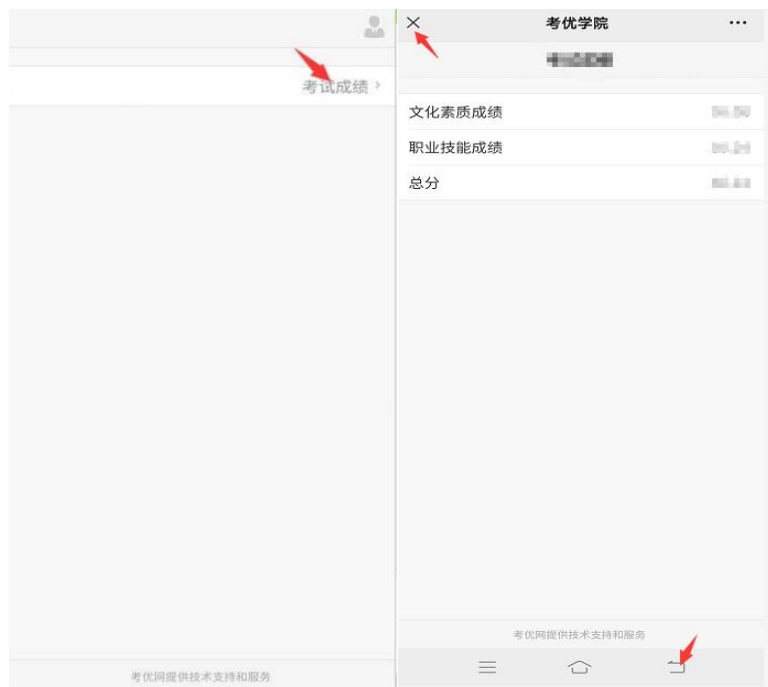 考试成绩
考优网提供技术支持和服务
考优学院
文化素质成绩
职业技能成绩
总分
考优网提供技术支持和服务